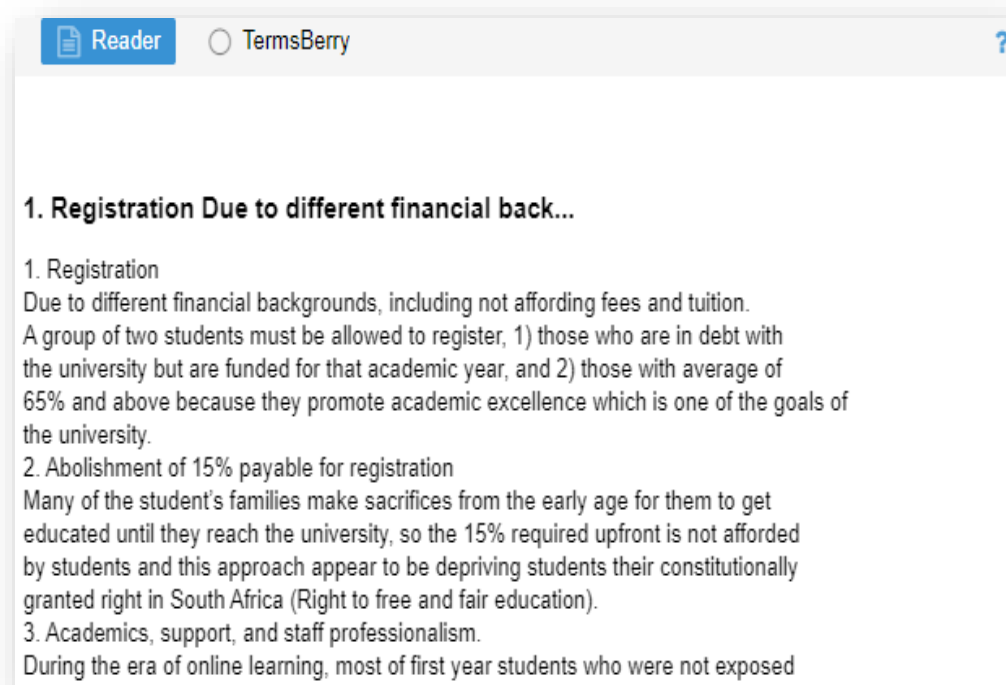 Reader TermsBerry ?
1. Registration Due to different financial back...
1. Registration
Due to different financial backgrounds, including not affording fees and tuition.
A group of two students must be allowed to register, 1) those who are in debt with
the university but are funded for that academic year, and 2) those with average of
65% and above because they promote academic excellence which is one of the goals of
the university.
2. Abolishment of 15% payable for registration
Many of the student's families make sacrifices from the early age for them to get
educated until they reach the university, so the 15% required upfront is not afforded
by students and this approach appear to be depriving students their constitutionally
granted right in South Africa (Right to free and fair education).
3. Academics, support, and staff professionalism.
During the era of online learning, most of first year students who were not exposed